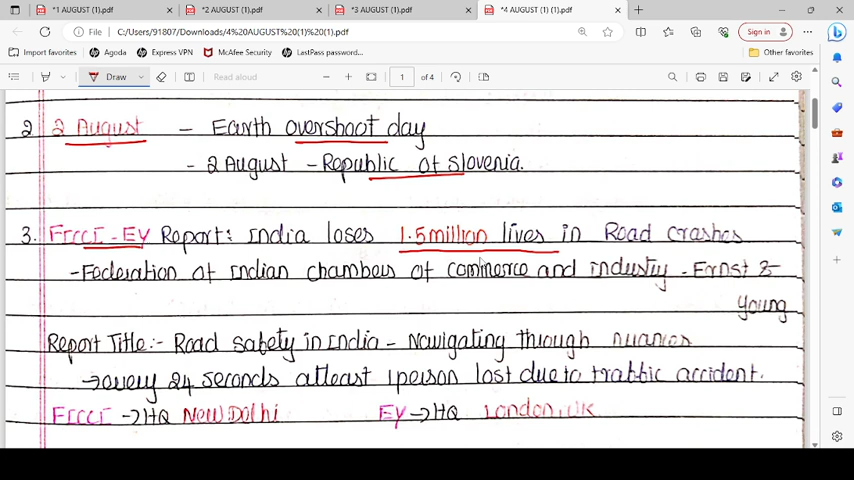 *1 AUGUST (1).pdf
*2 AUGUST (1).pdf
*3 AUGUST (1).pdf
*4 AUGUST (1) (1).pdf
Sign in
File
C:/Users/91807/Downloads/4%20AUGUST%20(1)%20(1).pdf
Import favorites
Agoda
Express VPN
McAfee Security
LastPass password...
Other favorites
Draw
Read aloud
1
of 4
2 2 August - Earth overshoot day
- 2 August - Republic of Slovenia.
3. FICCI - EY Report: India loses 1.5 million lives in Road crashes
- Federation of Indian chambers of commerce and industry - Ernst &
young
Report Title:- Road safety in India - Navigating through nuances
→ every 24 seconds atleast 1 person lost due to traffic accident.
FICCI → HQ New Delhi EY → HQ London, UK